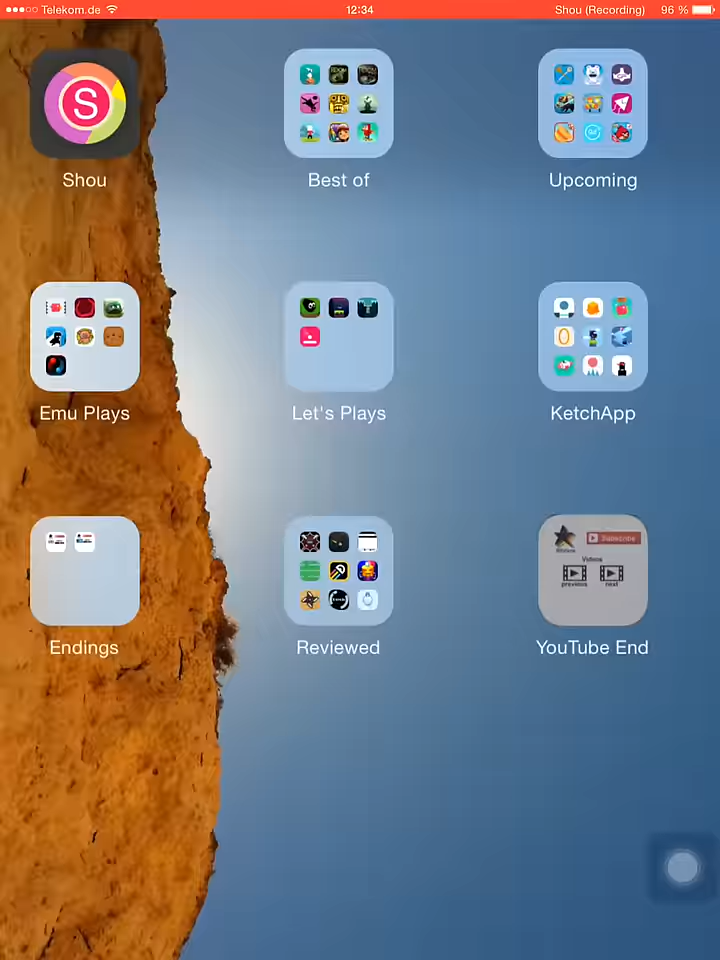 Telekom.de 12:34 Shou (Recording) 96 %
S
Shou Best of Upcoming
Emu Plays Let's Plays KetchApp
Subscribe
Videos
previous next
Endings Reviewed YouTube End